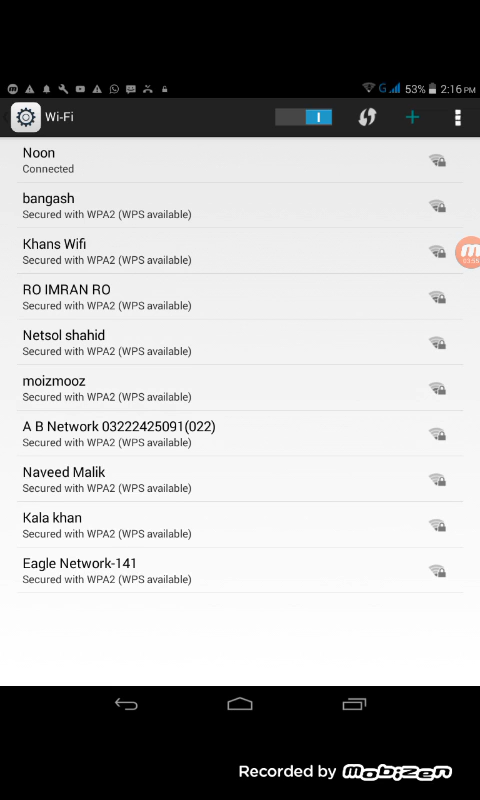 53% 2:16 PM
Wi-Fi
Noon
Connected
bangash
Secured with WPA2 (WPS available)
Khans Wifi
Secured with WPA2 (WPS available)
RO IMRAN RO
Secured with WPA2 (WPS available)
Netsol shahid
Secured with WPA2 (WPS available)
moizmooz
Secured with WPA2 (WPS available)
A B Network 03222425091(022)
Secured with WPA2 (WPS available)
Naveed Malik
Secured with WPA2 (WPS available)
Kala khan
Secured with WPA2 (WPS available)
Eagle Network-141
Secured with WPA2 (WPS available)
Recorded by Mobizen